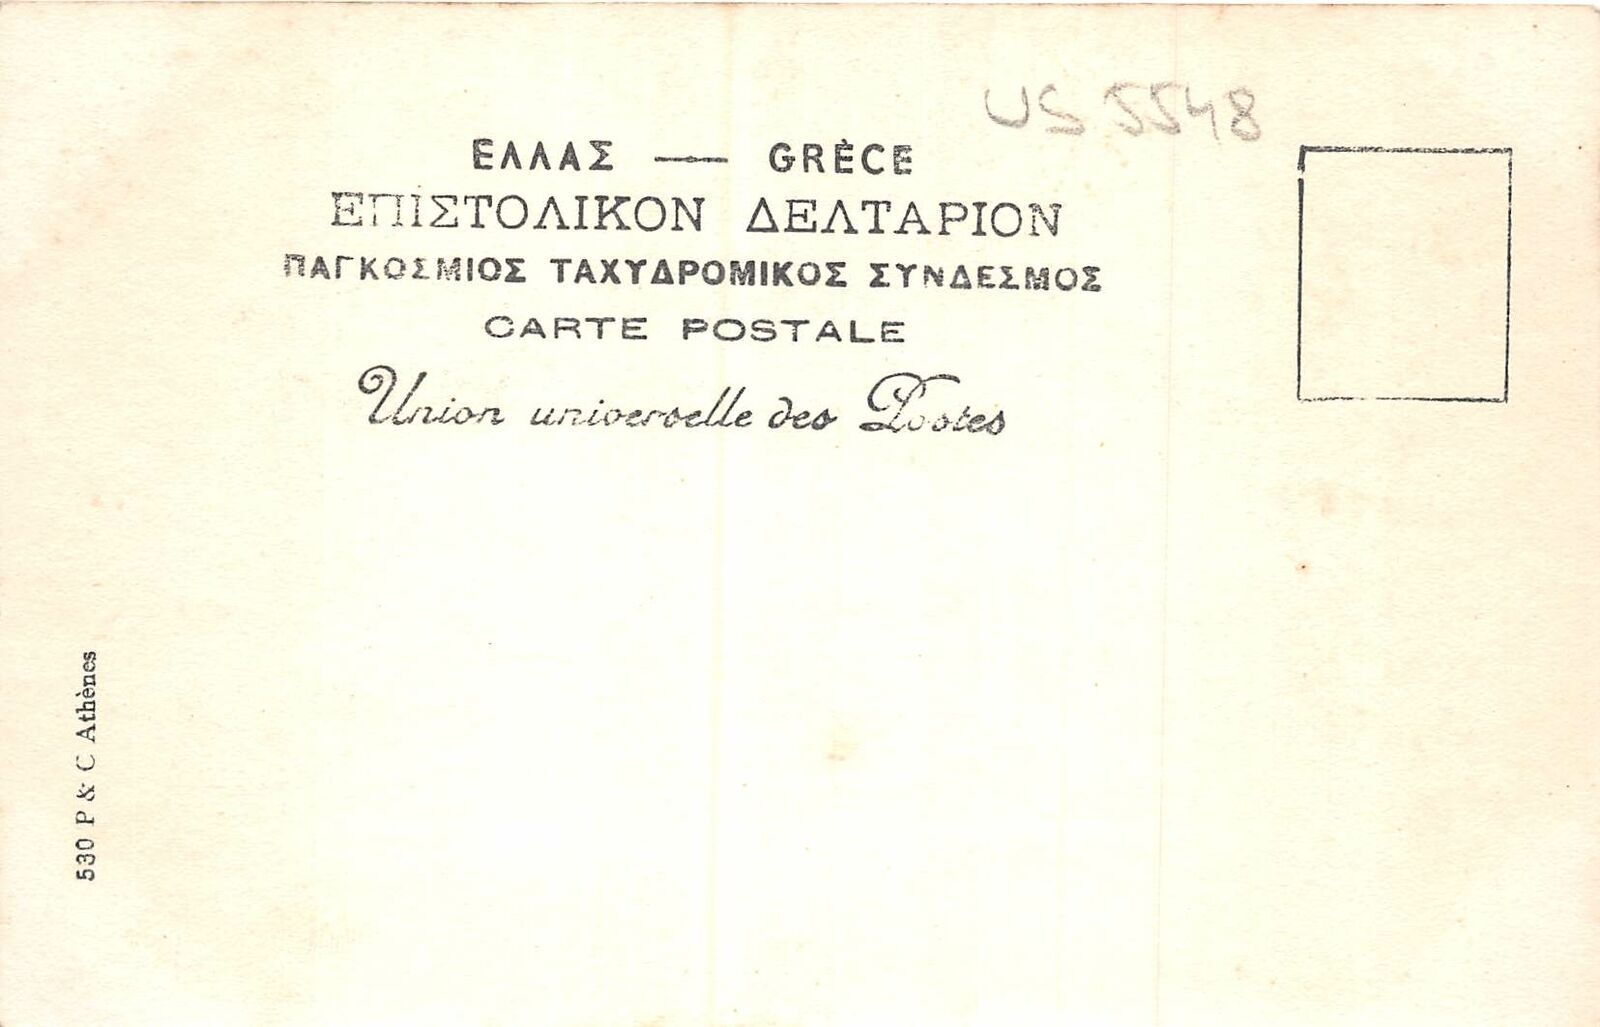 US 5548
ΕΛΛΑΣ — GRÈCE
ΕΠΙΣΤΟΛΙΚΟΝ ΔΕΛΤΑΡΙΟΝ
ΠΑΓΚΟΣΜΙΟΣ ΤΑΧΥΔΡΟΜΙΚΟΣ ΣΥΝΔΕΣΜΟΣ
CARTE POSTALE
Union universelle des Postes
530 P & C Athènes